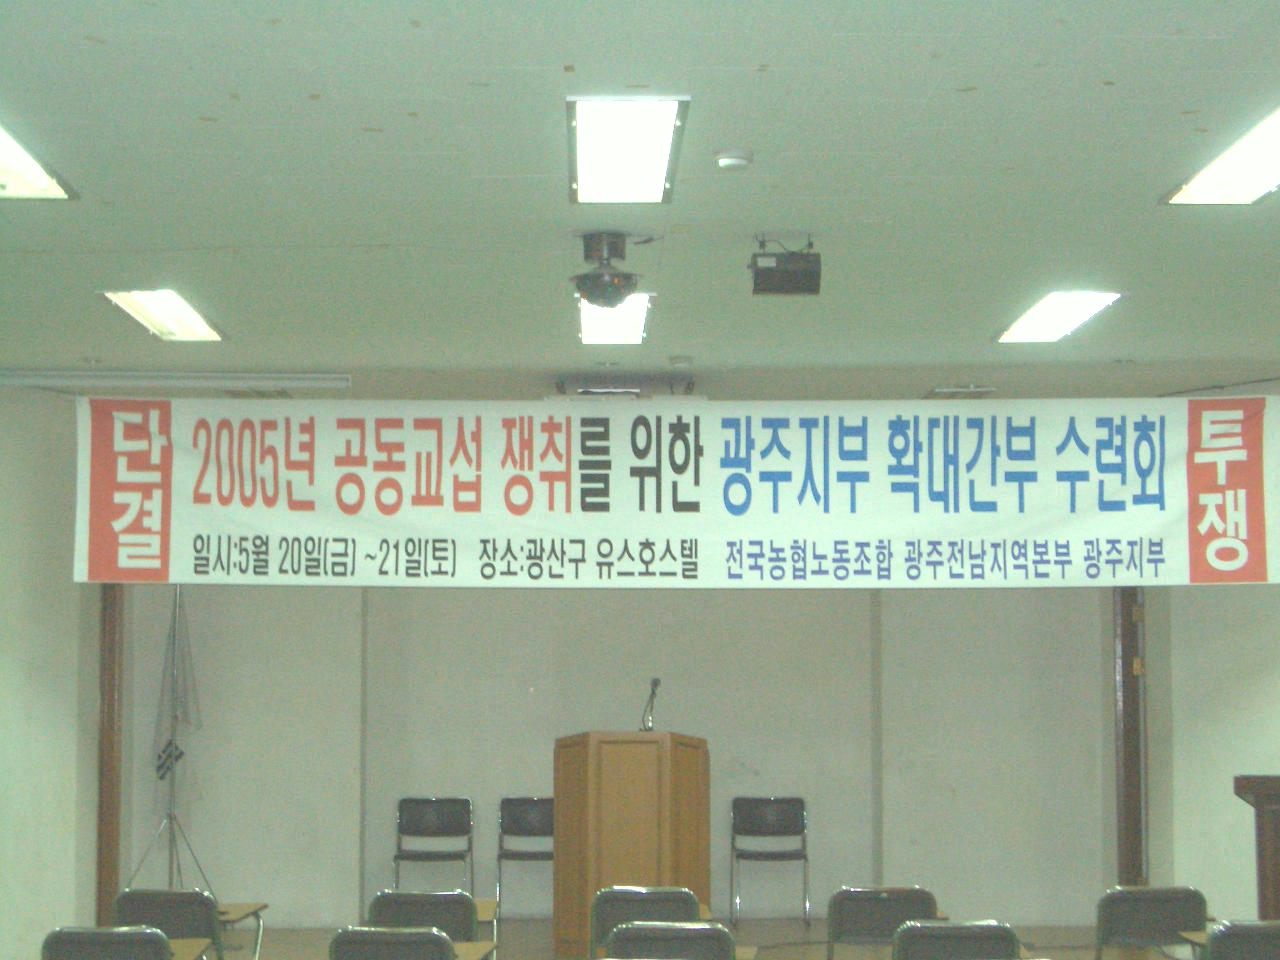 단결
2005년 공동교섭 쟁취를 위한 광주지부 확대간부 수련회
일시:5월 20일(금) ~21일(토) 장소:광산구 유스호스텔 전국농협노동조합 광주전남지역본부 광주지부
투쟁